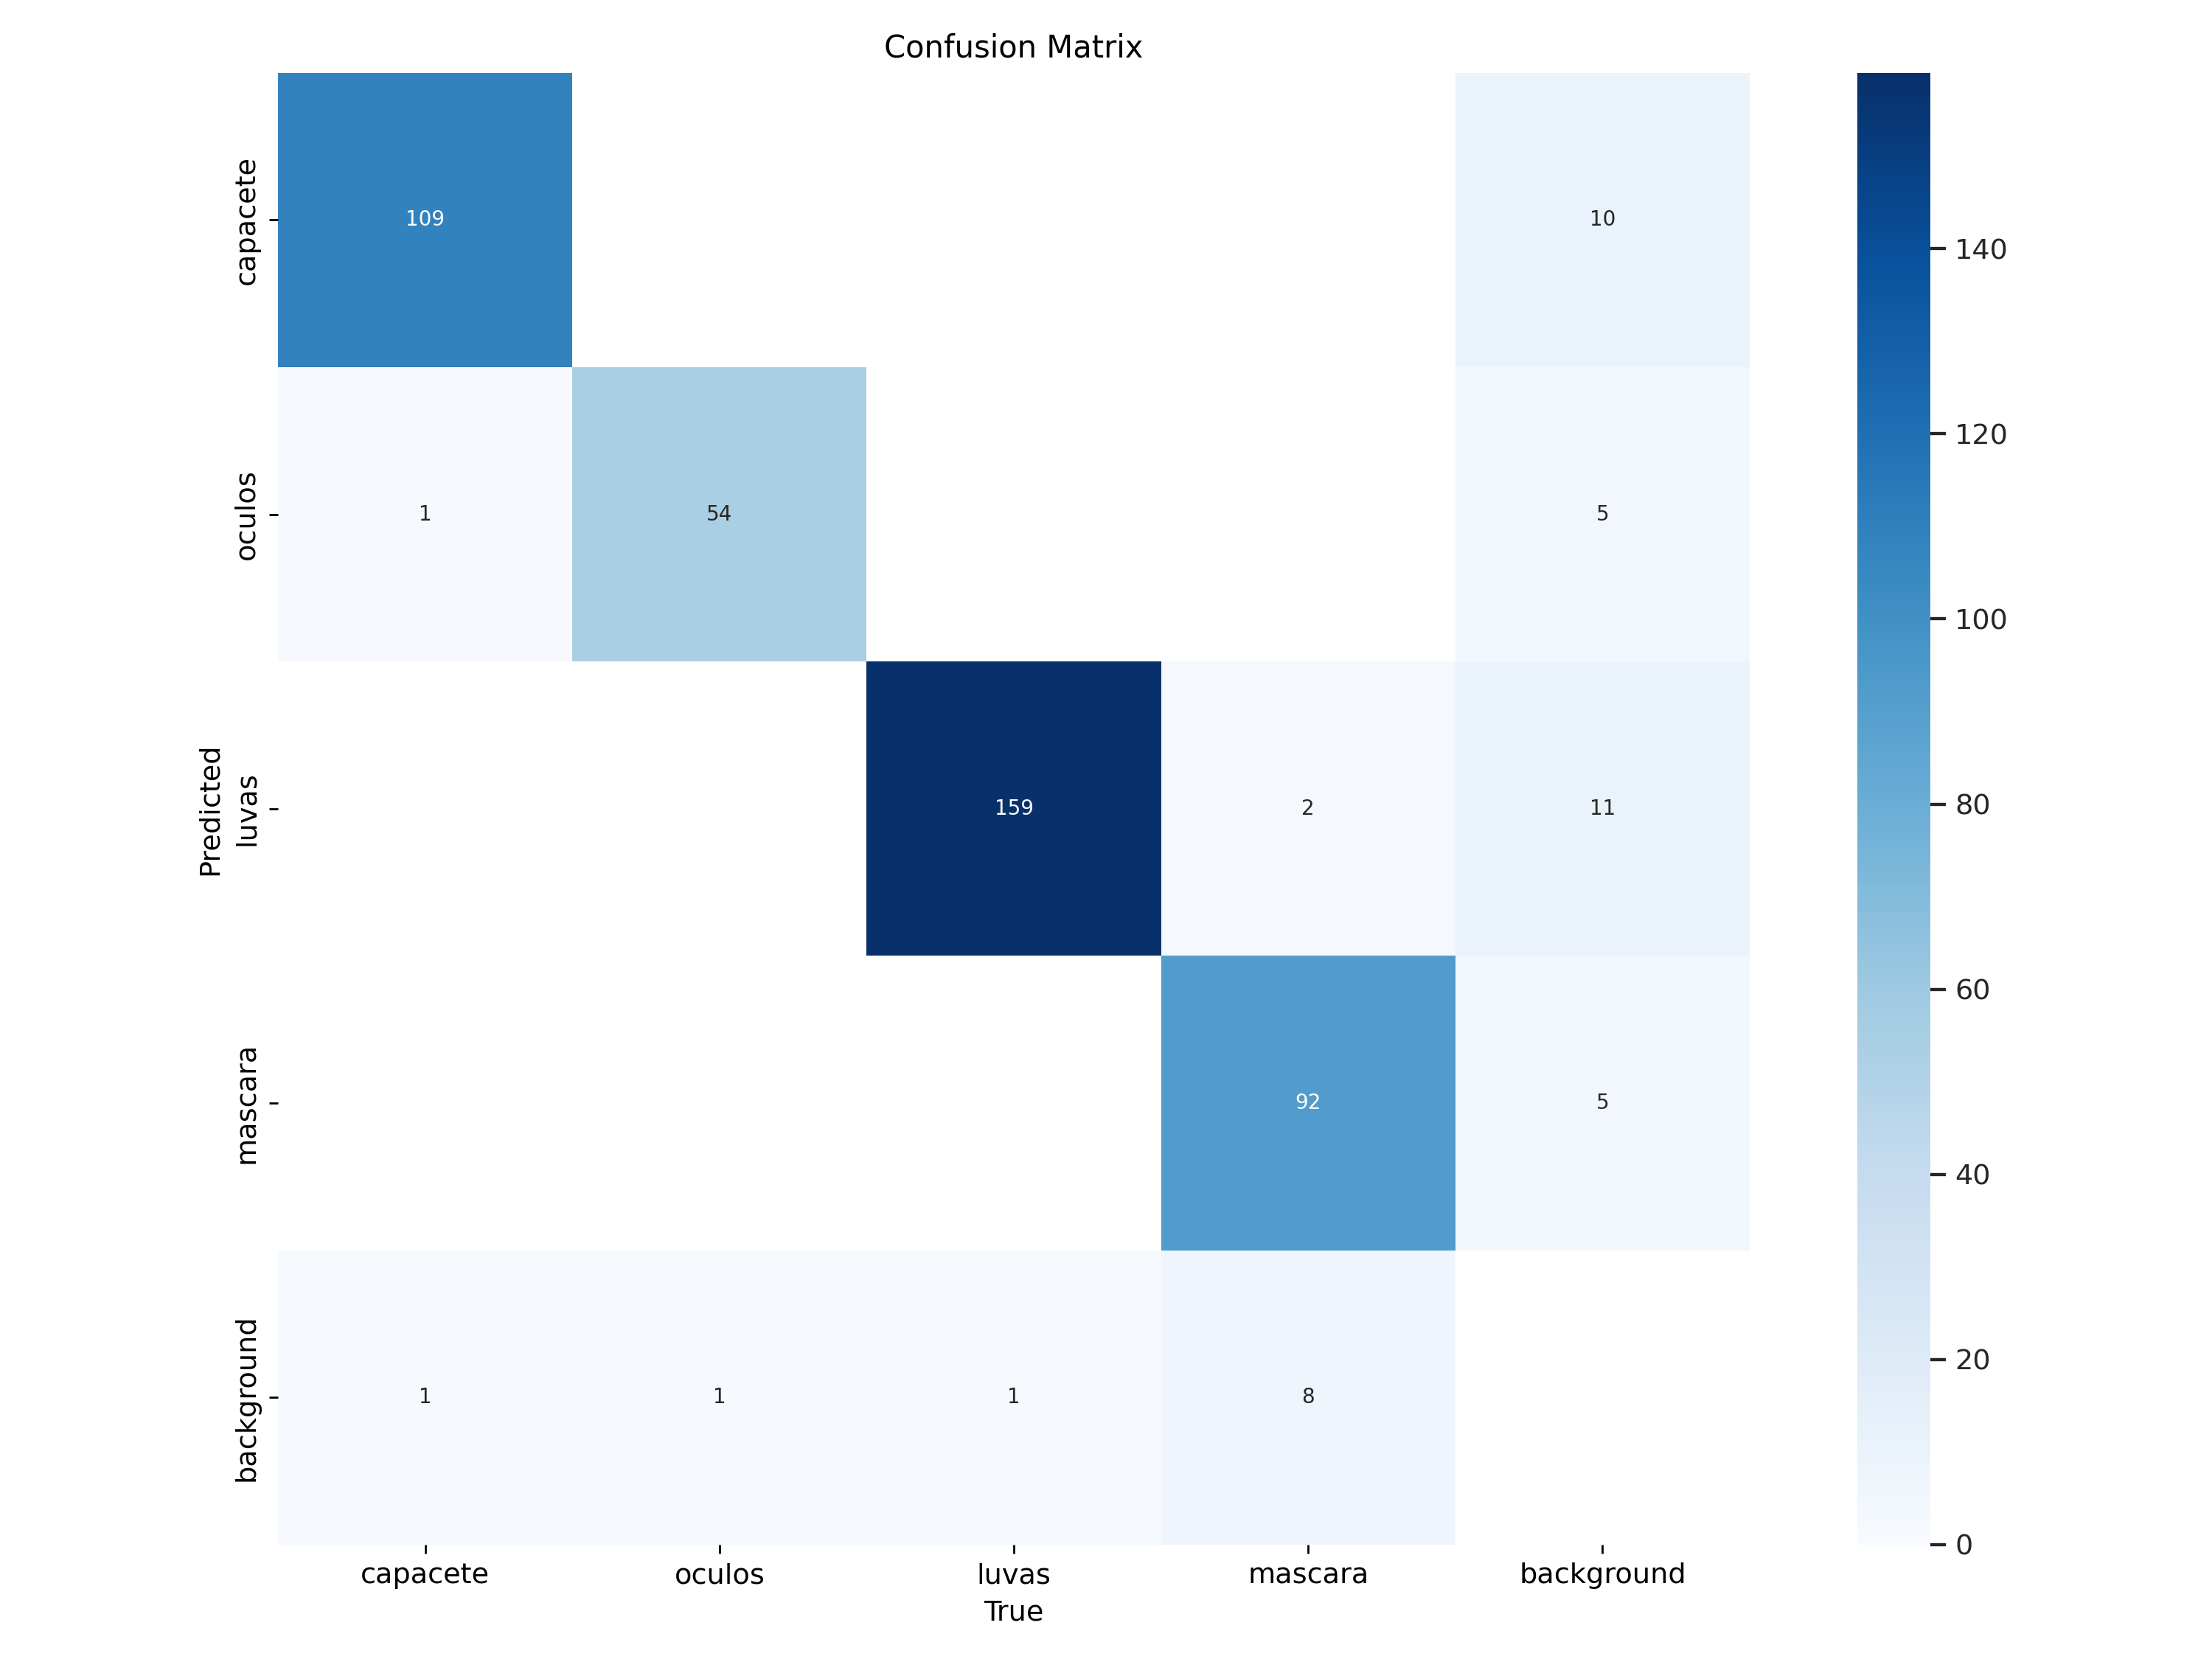 Confusion Matrix
capacete
109
10
140
120
oculos
1
54
5
100
Predicted
luvas
159
2
11
80
60
mascara
92
5
40
background
1
1
1
8
20
0
capacete
oculos
luvas
mascara
background
True